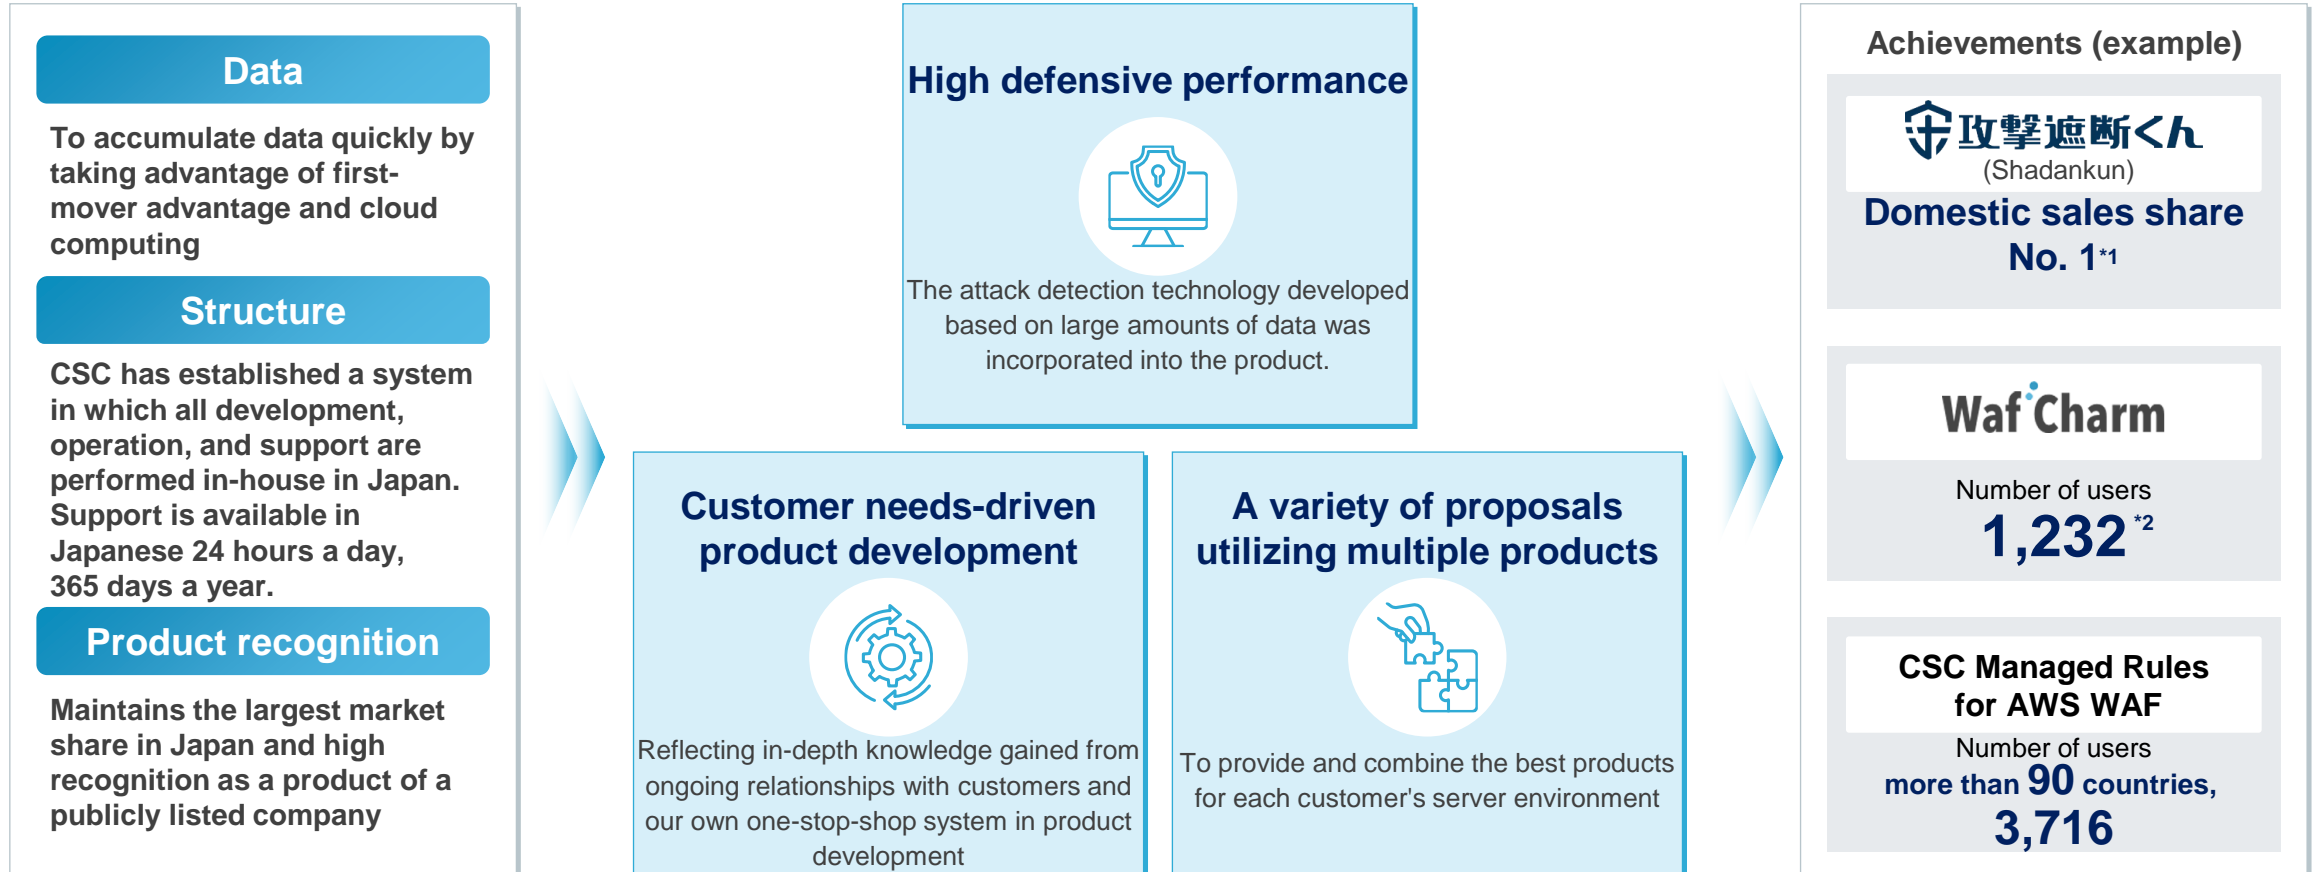 Data
To accumulate data quickly by
taking advantage of first-
mover advantage and cloud
computing
Structure
CSC has established a system
in which all development,
operation, and support are
performed in-house in Japan.
Support is available in
Japanese 24 hours a day,
365 days a year.
Product recognition
Maintains the largest market
share in Japan and high
recognition as a product of a
publicly listed company
High defensive performance
The attack detection technology developed
based on large amounts of data was
incorporated into the product.
Customer needs-driven
product development
Reflecting in-depth knowledge gained from
ongoing relationships with customers and
our own one-stop-shop system in product
development
A variety of proposals
utilizing multiple products
To provide and combine the best products
for each customer's server environment
Achievements (example)
攻撃遮断くん
(Shadankun)
Domestic sales share
No. 1*1
WafCharm
Number of users
1,232*2
CSC Managed Rules
for AWS WAF
Number of users
more than 90 countries,
3,716